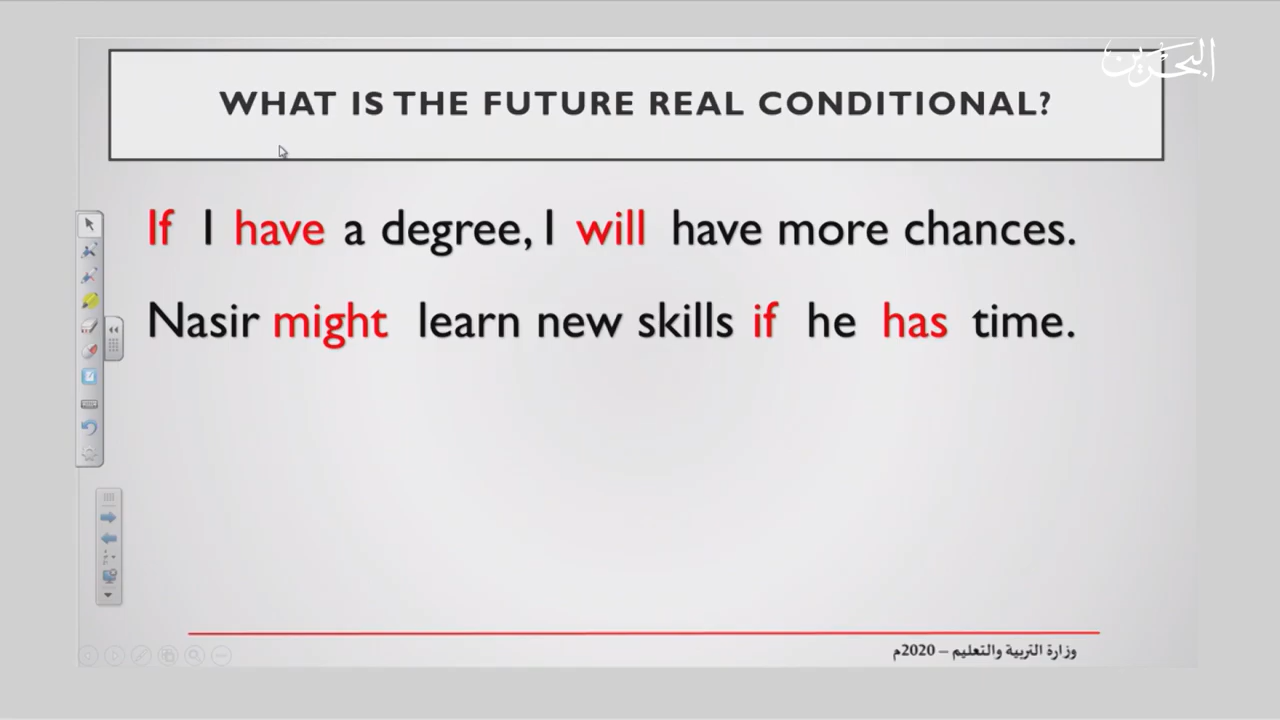 البحرين
WHAT IS THE FUTURE REAL CONDITIONAL?
If I have a degree, I will have more chances.
Nasir might learn new skills if he has time.
وزارة التربية والتعليم – 2020م